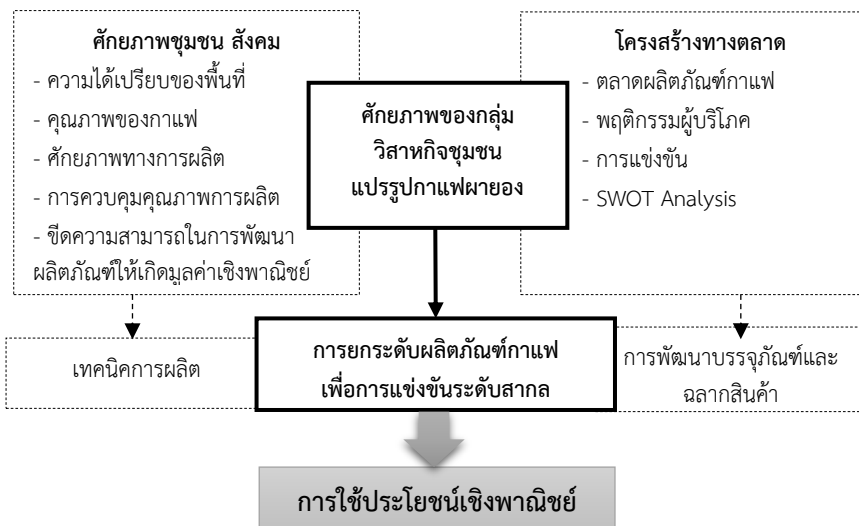 ศักยภาพชุมชน สังคม
- ความได้เปรียบของพื้นที่
- คุณภาพของกาแฟ
- ศักยภาพทางการผลิต
- การควบคุมคุณภาพการผลิต
- ขีดความสามารถในการพัฒนา
ผลิตภัณฑ์ให้เกิดมูลค่าเชิงพาณิชย์
ศักยภาพของกลุ่ม
วิสาหกิจชุมชน
แปรรูปกาแฟผายอง
โครงสร้างทางตลาด
- ตลาดผลิตภัณฑ์กาแฟ
- พฤติกรรมผู้บริโภค
- การแข่งขัน
- SWOT Analysis
เทคนิคการผลิต
การยกระดับผลิตภัณฑ์กาแฟ
เพื่อการแข่งขันระดับสากล
การพัฒนาบรรจุภัณฑ์และ
ฉลากสินค้า
การใช้ประโยชน์เชิงพาณิชย์